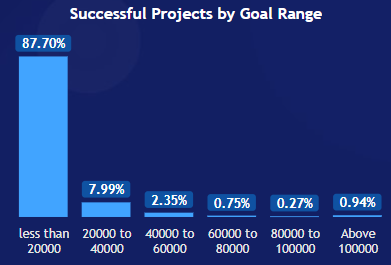 Successful Projects by Goal Range
87.70%
7.99%
2.35%
0.75%
0.27%
0.94%
less than
20000
20000 to
40000
40000 to
60000
60000 to
80000
80000 to
100000
Above
100000